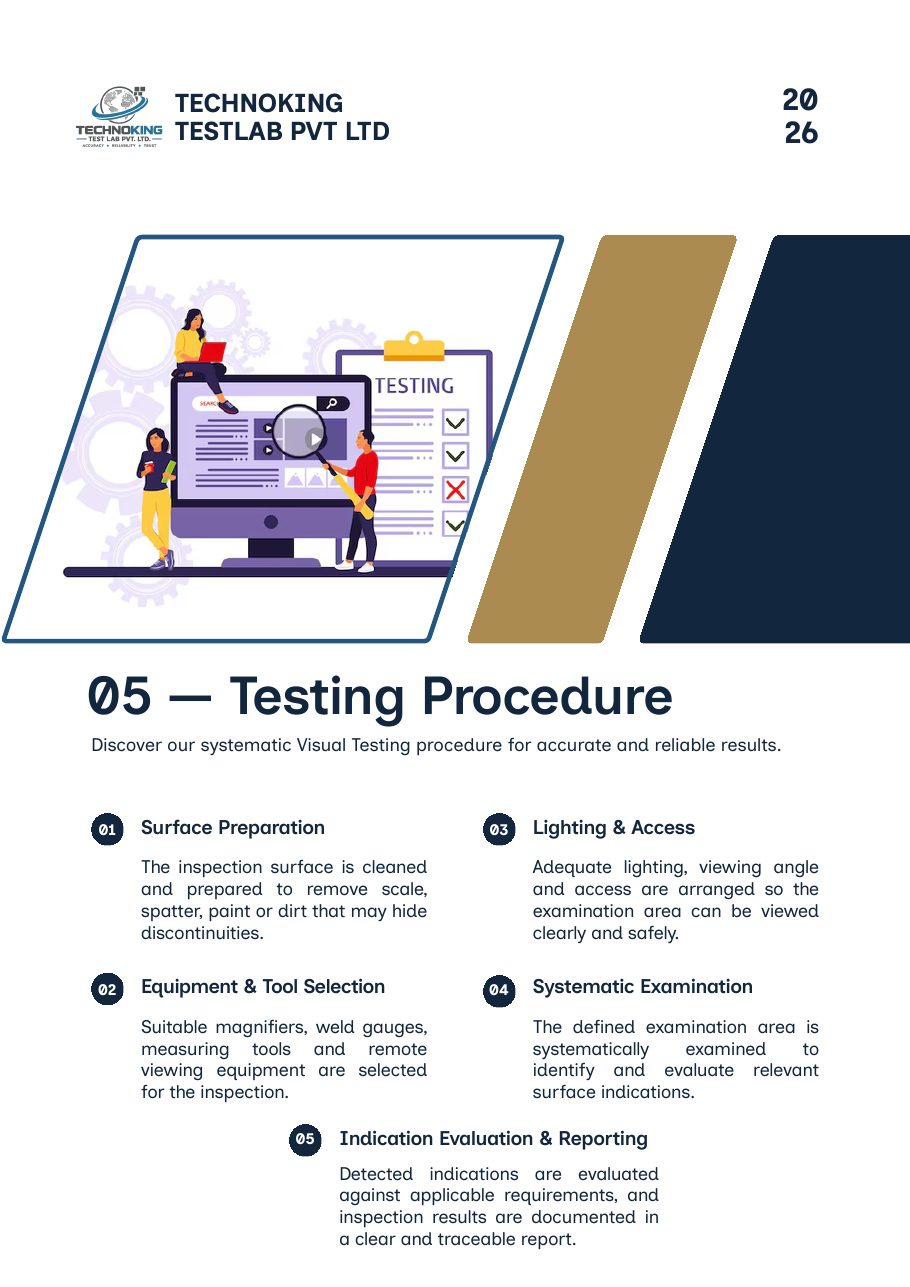 TECHNOKING
TEST LAB PVT. LTD.
ACCURACY • RELIABILITY • TRUST
TECHNOKING
TESTLAB PVT LTD
20
26
TESTING
SEARCH
05 — Testing Procedure
Discover our systematic Visual Testing procedure for accurate and reliable results.
01 Surface Preparation
The inspection surface is cleaned
and prepared to remove scale,
spatter, paint or dirt that may hide
discontinuities.
02 Equipment & Tool Selection
Suitable magnifiers, weld gauges,
measuring tools and remote
viewing equipment are selected
for the inspection.
03 Lighting & Access
Adequate lighting, viewing angle
and access are arranged so the
examination area can be viewed
clearly and safely.
04 Systematic Examination
The defined examination area is
systematically examined to
identify and evaluate relevant
surface indications.
05 Indication Evaluation & Reporting
Detected indications are evaluated
against applicable requirements, and
inspection results are documented in
a clear and traceable report.